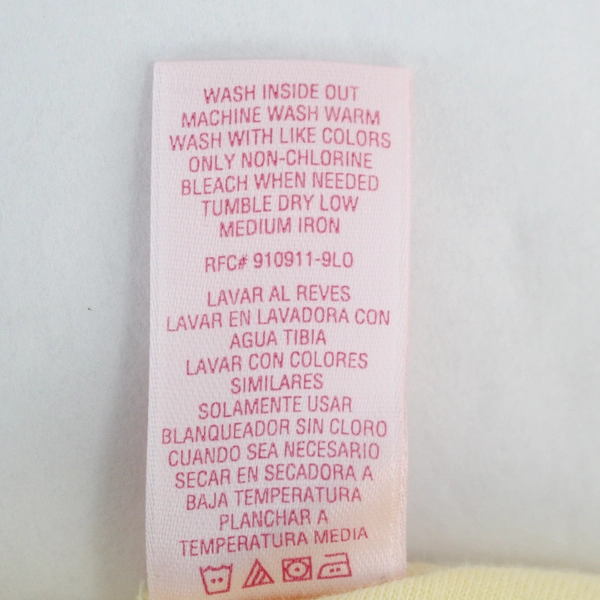 WASH INSIDE OUT
MACHINE WASH WARM
WASH WITH LIKE COLORS
ONLY NON-CHLORINE
BLEACH WHEN NEEDED
TUMBLE DRY LOW
MEDIUM IRON
RFC# 910911-9L0
LAVAR AL REVES
LAVAR EN LAVADORA CON
AGUA TIBIA
LAVAR CON COLORES
SIMILARES
SOLAMENTE USAR
BLANQUEADOR SIN CLORO
CUANDO SEA NECESARIO
SECAR EN SECADORA A
BAJA TEMPERATURA
PLANCHAR A
TEMPERATURA MEDIA